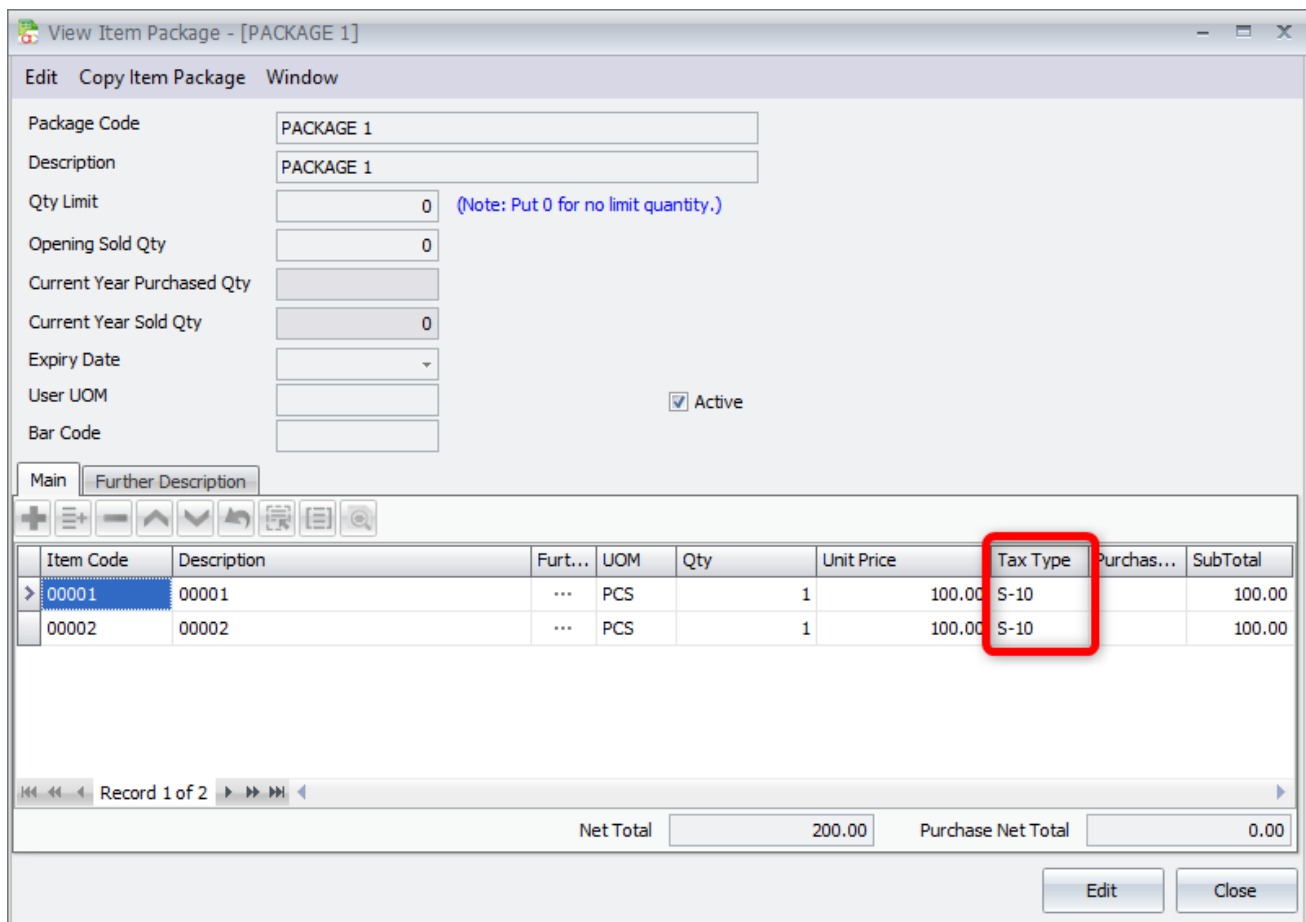 View Item Package - [PACKAGE 1]
Edit Copy Item Package Window
Package Code PACKAGE 1
Description PACKAGE 1
Qty Limit 0 (Note: Put 0 for no limit quantity.)
Opening Sold Qty 0
Current Year Purchased Qty
Current Year Sold Qty 0
Expiry Date
User UOM Active
Bar Code
Main Further Description
Item Code Description Furt... UOM Qty Unit Price Tax Type Purchas... SubTotal
00001 00001 ... PCS 1 100.00 S-10 100.00
00002 00002 ... PCS 1 100.00 S-10 100.00
Record 1 of 2
Net Total 200.00 Purchase Net Total 0.00
Edit Close